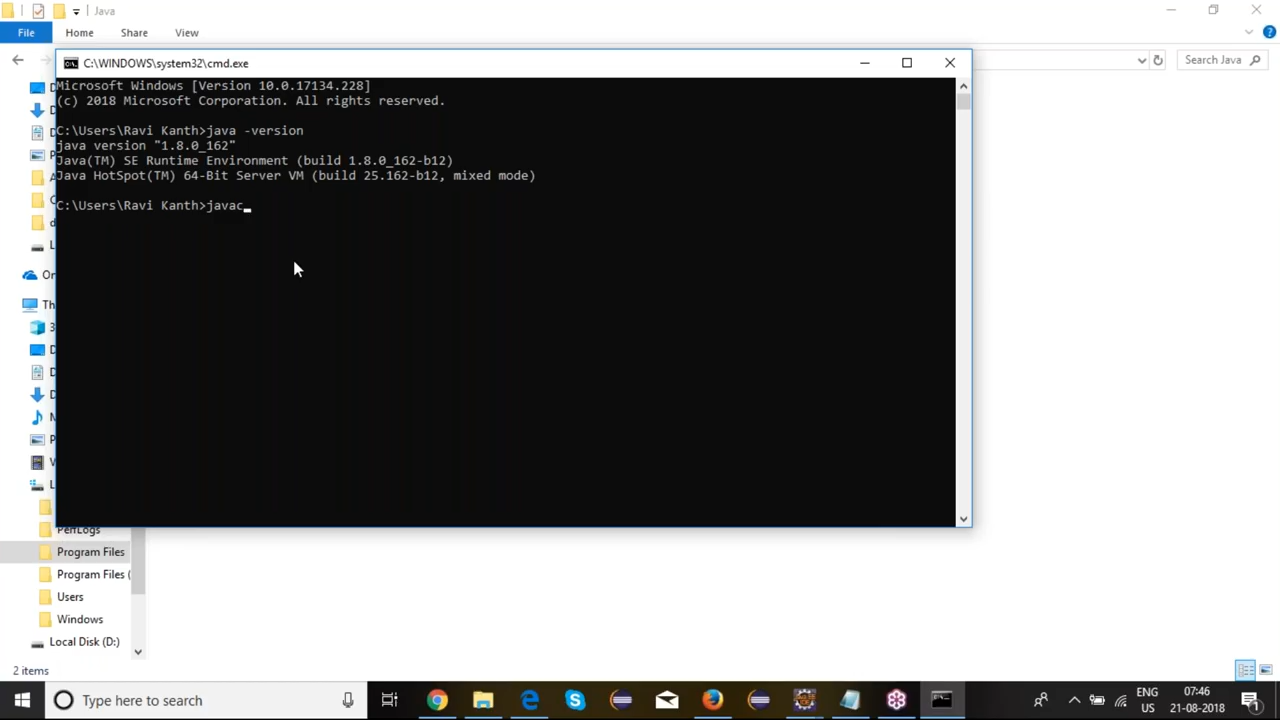 Java
File
Home
Share
View
Search Java
C:\WINDOWS\system32\cmd.exe
Microsoft Windows [Version 10.0.17134.228]
(c) 2018 Microsoft Corporation. All rights reserved.
C:\Users\Ravi Kanth>java -version
java version "1.8.0_162"
Java(TM) SE Runtime Environment (build 1.8.0_162-b12)
Java HotSpot(TM) 64-Bit Server VM (build 25.162-b12, mixed mode)
C:\Users\Ravi Kanth>javac
PerfLogs
Program Files
Program Files (
Users
Windows
Local Disk (D:)
2 items
Type here to search
ENG
US
07:46
21-08-2018